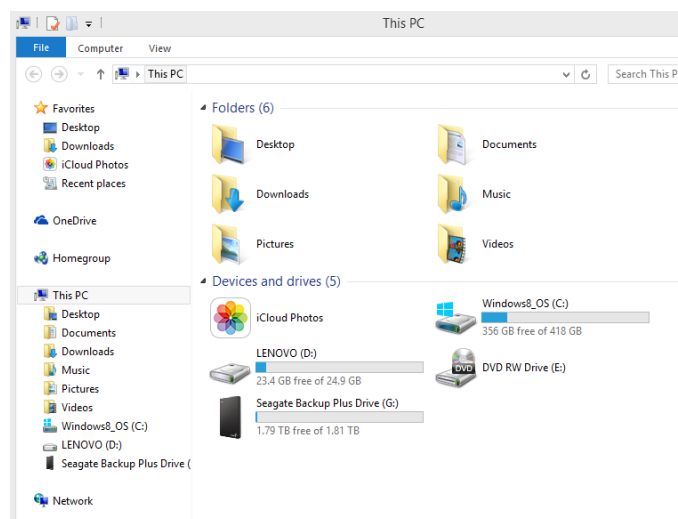 This PC
File Computer View
This PC
Search This P
Favorites
Desktop
Downloads
iCloud Photos
Recent places
OneDrive
Homegroup
This PC
Desktop
Documents
Downloads
Music
Pictures
Videos
Windows8_OS (C:)
LENOVO (D:)
Seagate Backup Plus Drive (
Network
Folders (6)
Desktop
Documents
Downloads
Music
Pictures
Videos
Devices and drives (5)
iCloud Photos
Windows8_OS (C:)
356 GB free of 418 GB
LENOVO (D:)
23.4 GB free of 24.9 GB
DVD
DVD RW Drive (E:)
Seagate Backup Plus Drive (G:)
1.79 TB free of 1.81 TB